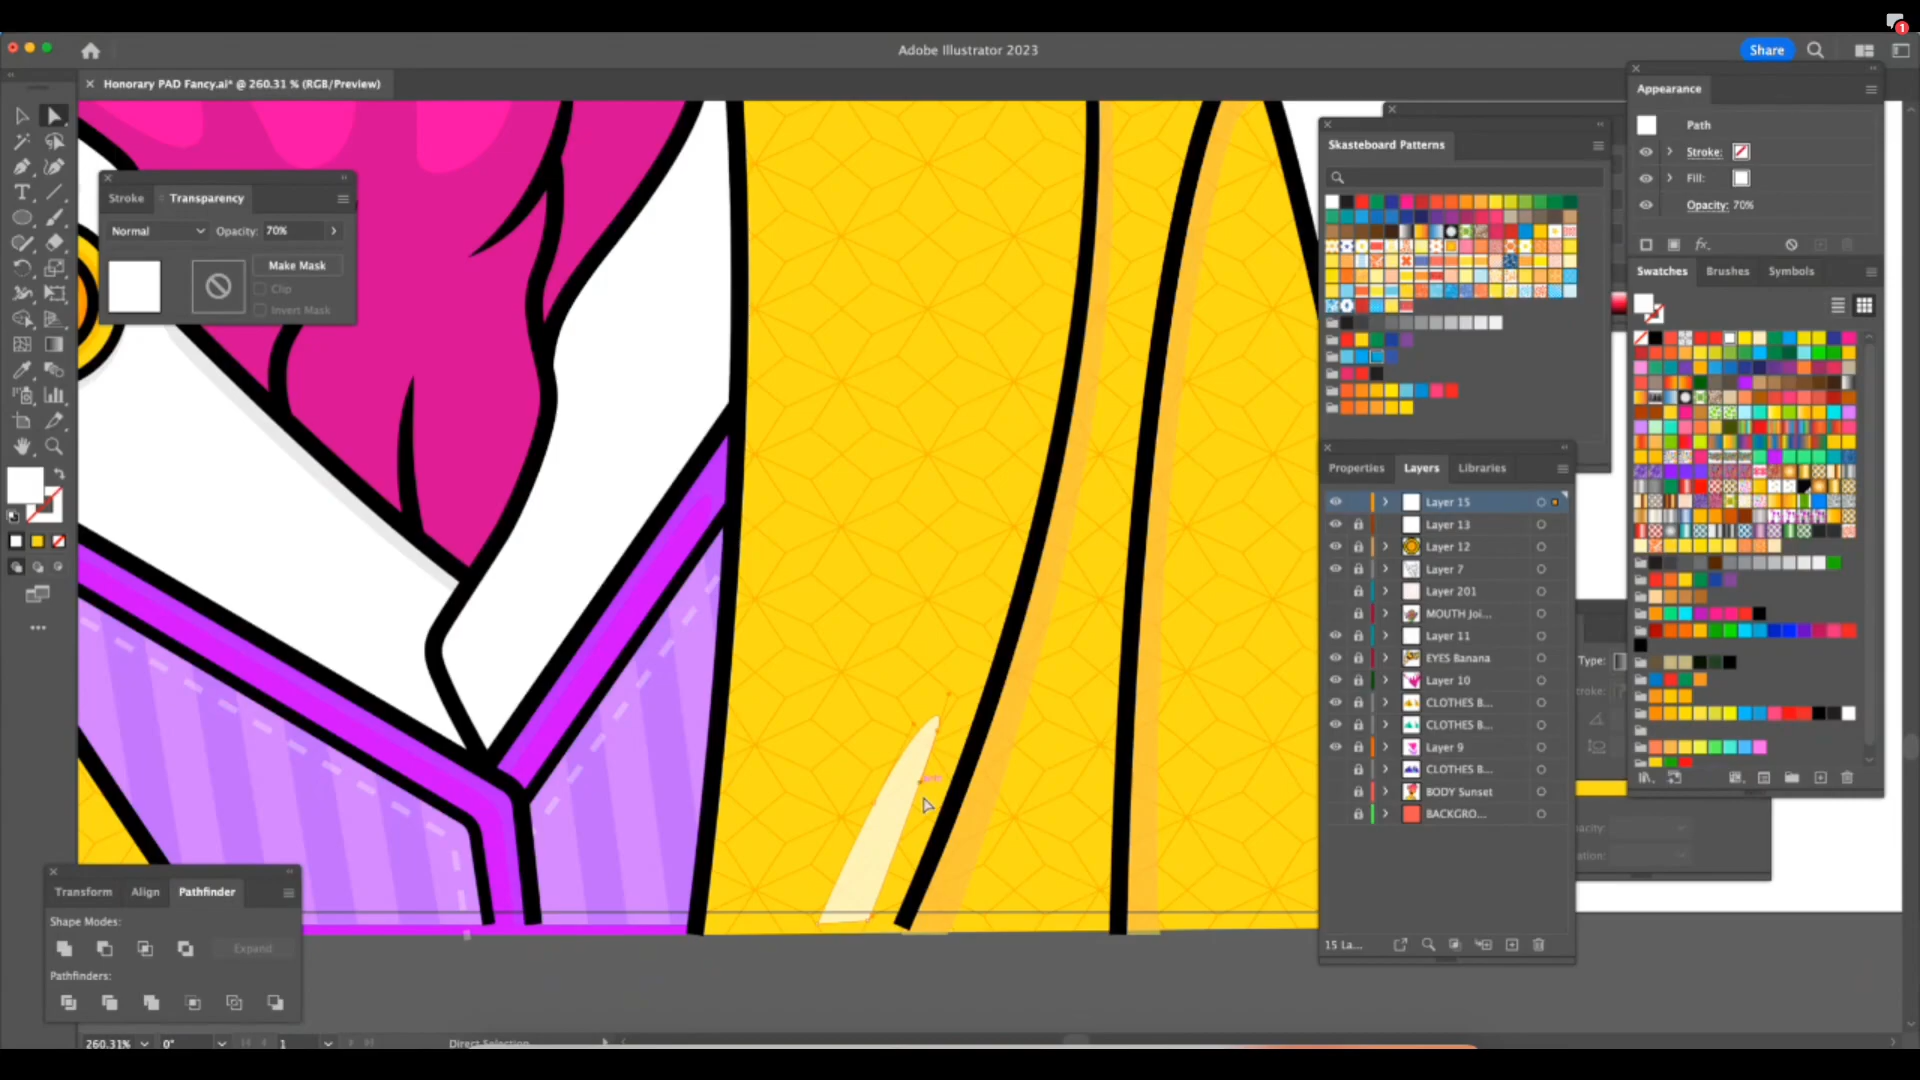 1
Adobe Illustrator 2023
Share
Honorary PAD Fancy.ai* @ 260.31 % (RGB/Preview)
Appearance
Path
Stroke:
Fill:
Opacity: 70%
fx.
Skasteboard Patterns
Stroke
Transparency
Normal
Opacity: 70%
Make Mask
Clip
Invert Mask
Swatches
Brushes
Symbols
Properties
Layers
Libraries
Layer 15
Layer 13
Layer 12
Layer 7
Layer 201
MOUTH Joi...
Layer 11
EYES Banana
Layer 10
CLOTHES B...
CLOTHES B...
Layer 9
CLOTHES B...
BODY Sunset
BACKGRO...
15 La...
Type:
Stroke:
Transform
Align
Pathfinder
Shape Modes:
Expand
Pathfinders:
260.31%
0°
1
Direct Selection